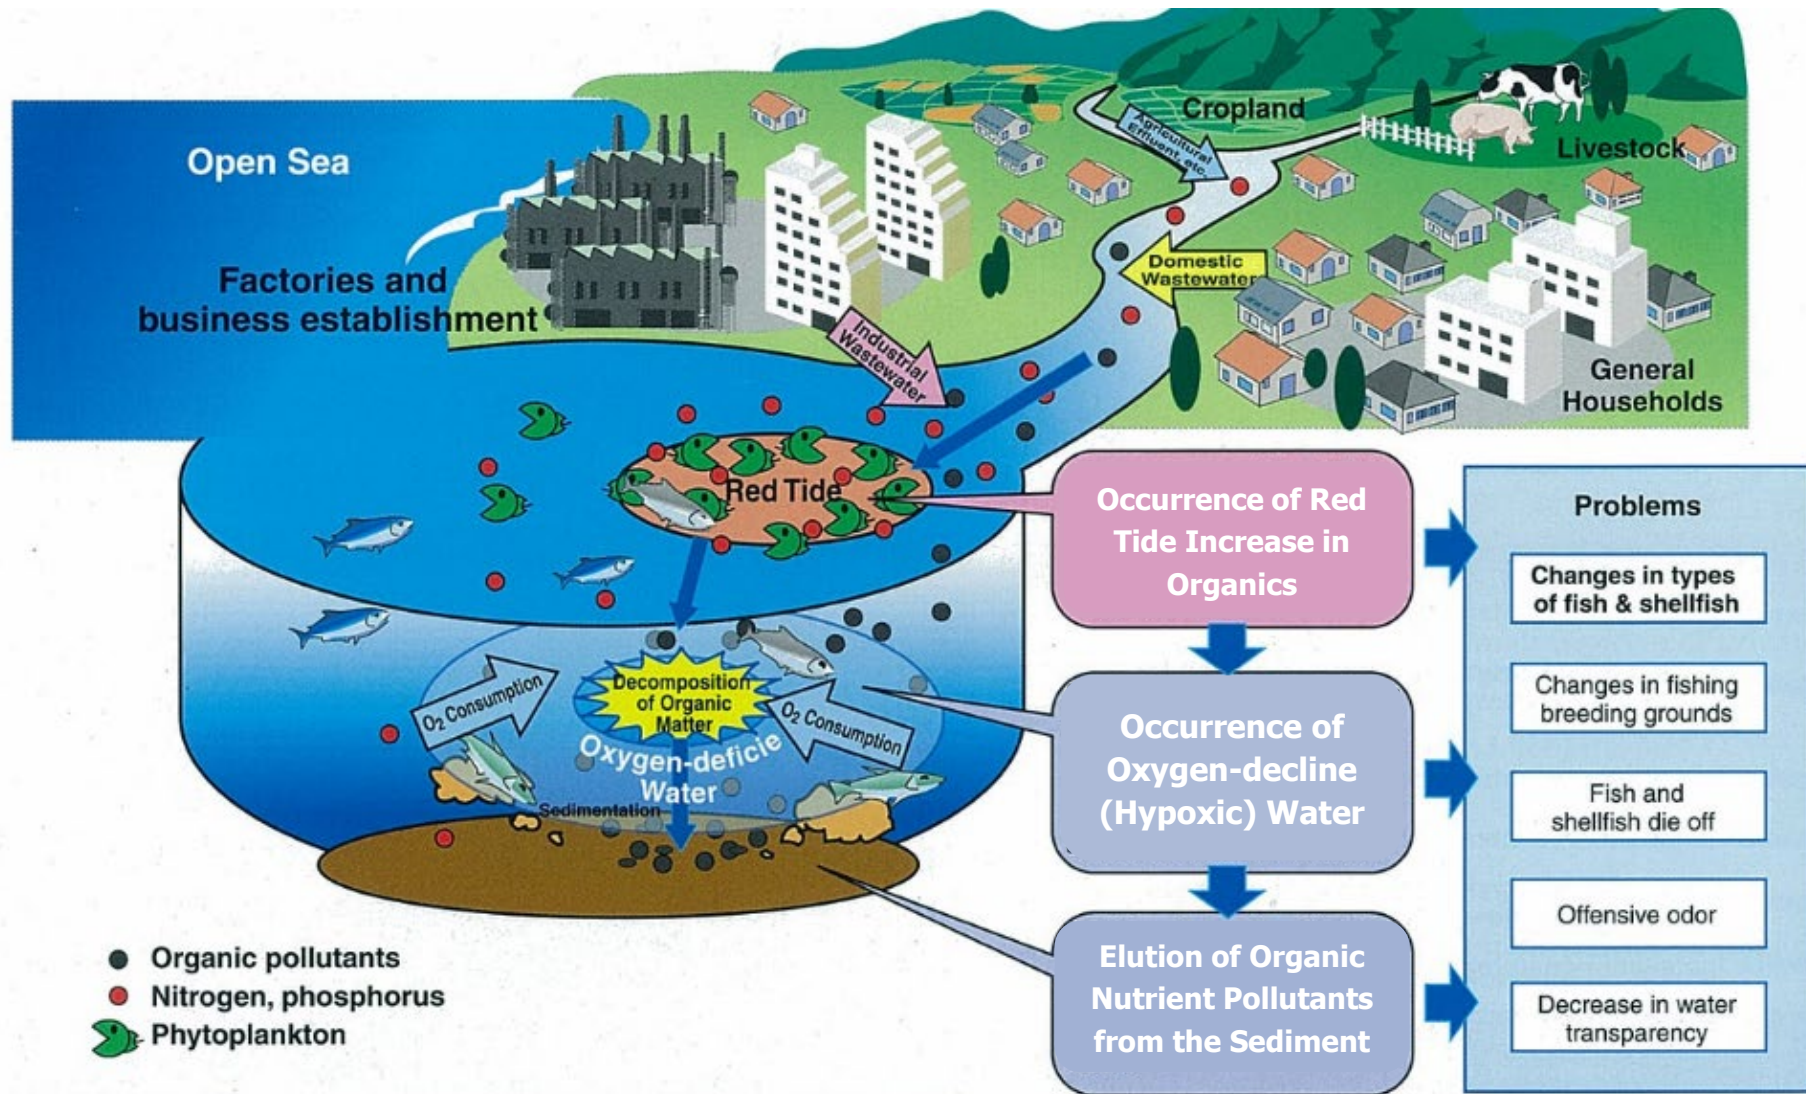 Open Sea
Cropland
Agricultural
Effluent, etc.
Livestock
Factories and
business establishment
Domestic
Wastewater
Industrial
Wastewater
General
Households
Red Tide
Occurrence of Red
Tide Increase in
Organics
Decomposition
of Organic
Matter
O₂ Consumption
O₂ Consumption
Oxygen-deficie
Water
Sedimentation
Occurrence of
Oxygen-decline
(Hypoxic) Water
Elution of Organic
Nutrient Pollutants
from the Sediment
Problems
Changes in types
of fish & shellfish
Changes in fishing
breeding grounds
Fish and
shellfish die off
Offensive odor
Decrease in water
transparency
Organic pollutants
Nitrogen, phosphorus
Phytoplankton